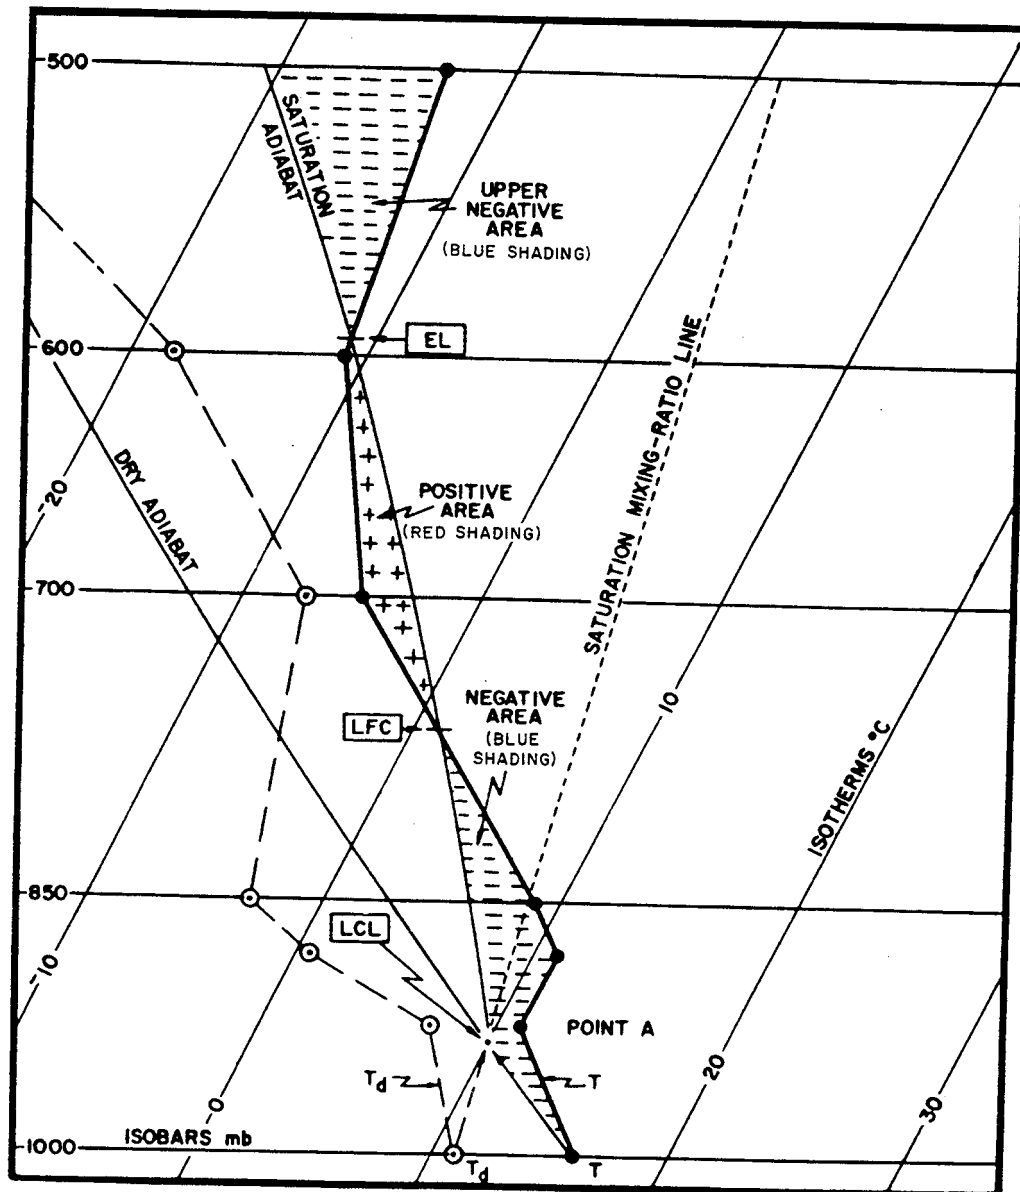 500
SATURATION
ADIABAT
UPPER
NEGATIVE
AREA
(BLUE SHADING)
EL
600
DRY ADIABAT
-20
POSITIVE
AREA
(RED SHADING)
SATURATION MIXING-RATIO LINE
700
LFC
NEGATIVE
AREA
(BLUE
SHADING)
10
ISOTHERMS °C
850
LCL
-10
POINT A
Td
T
0
20
30
ISOBARS mb
1000
Td
T